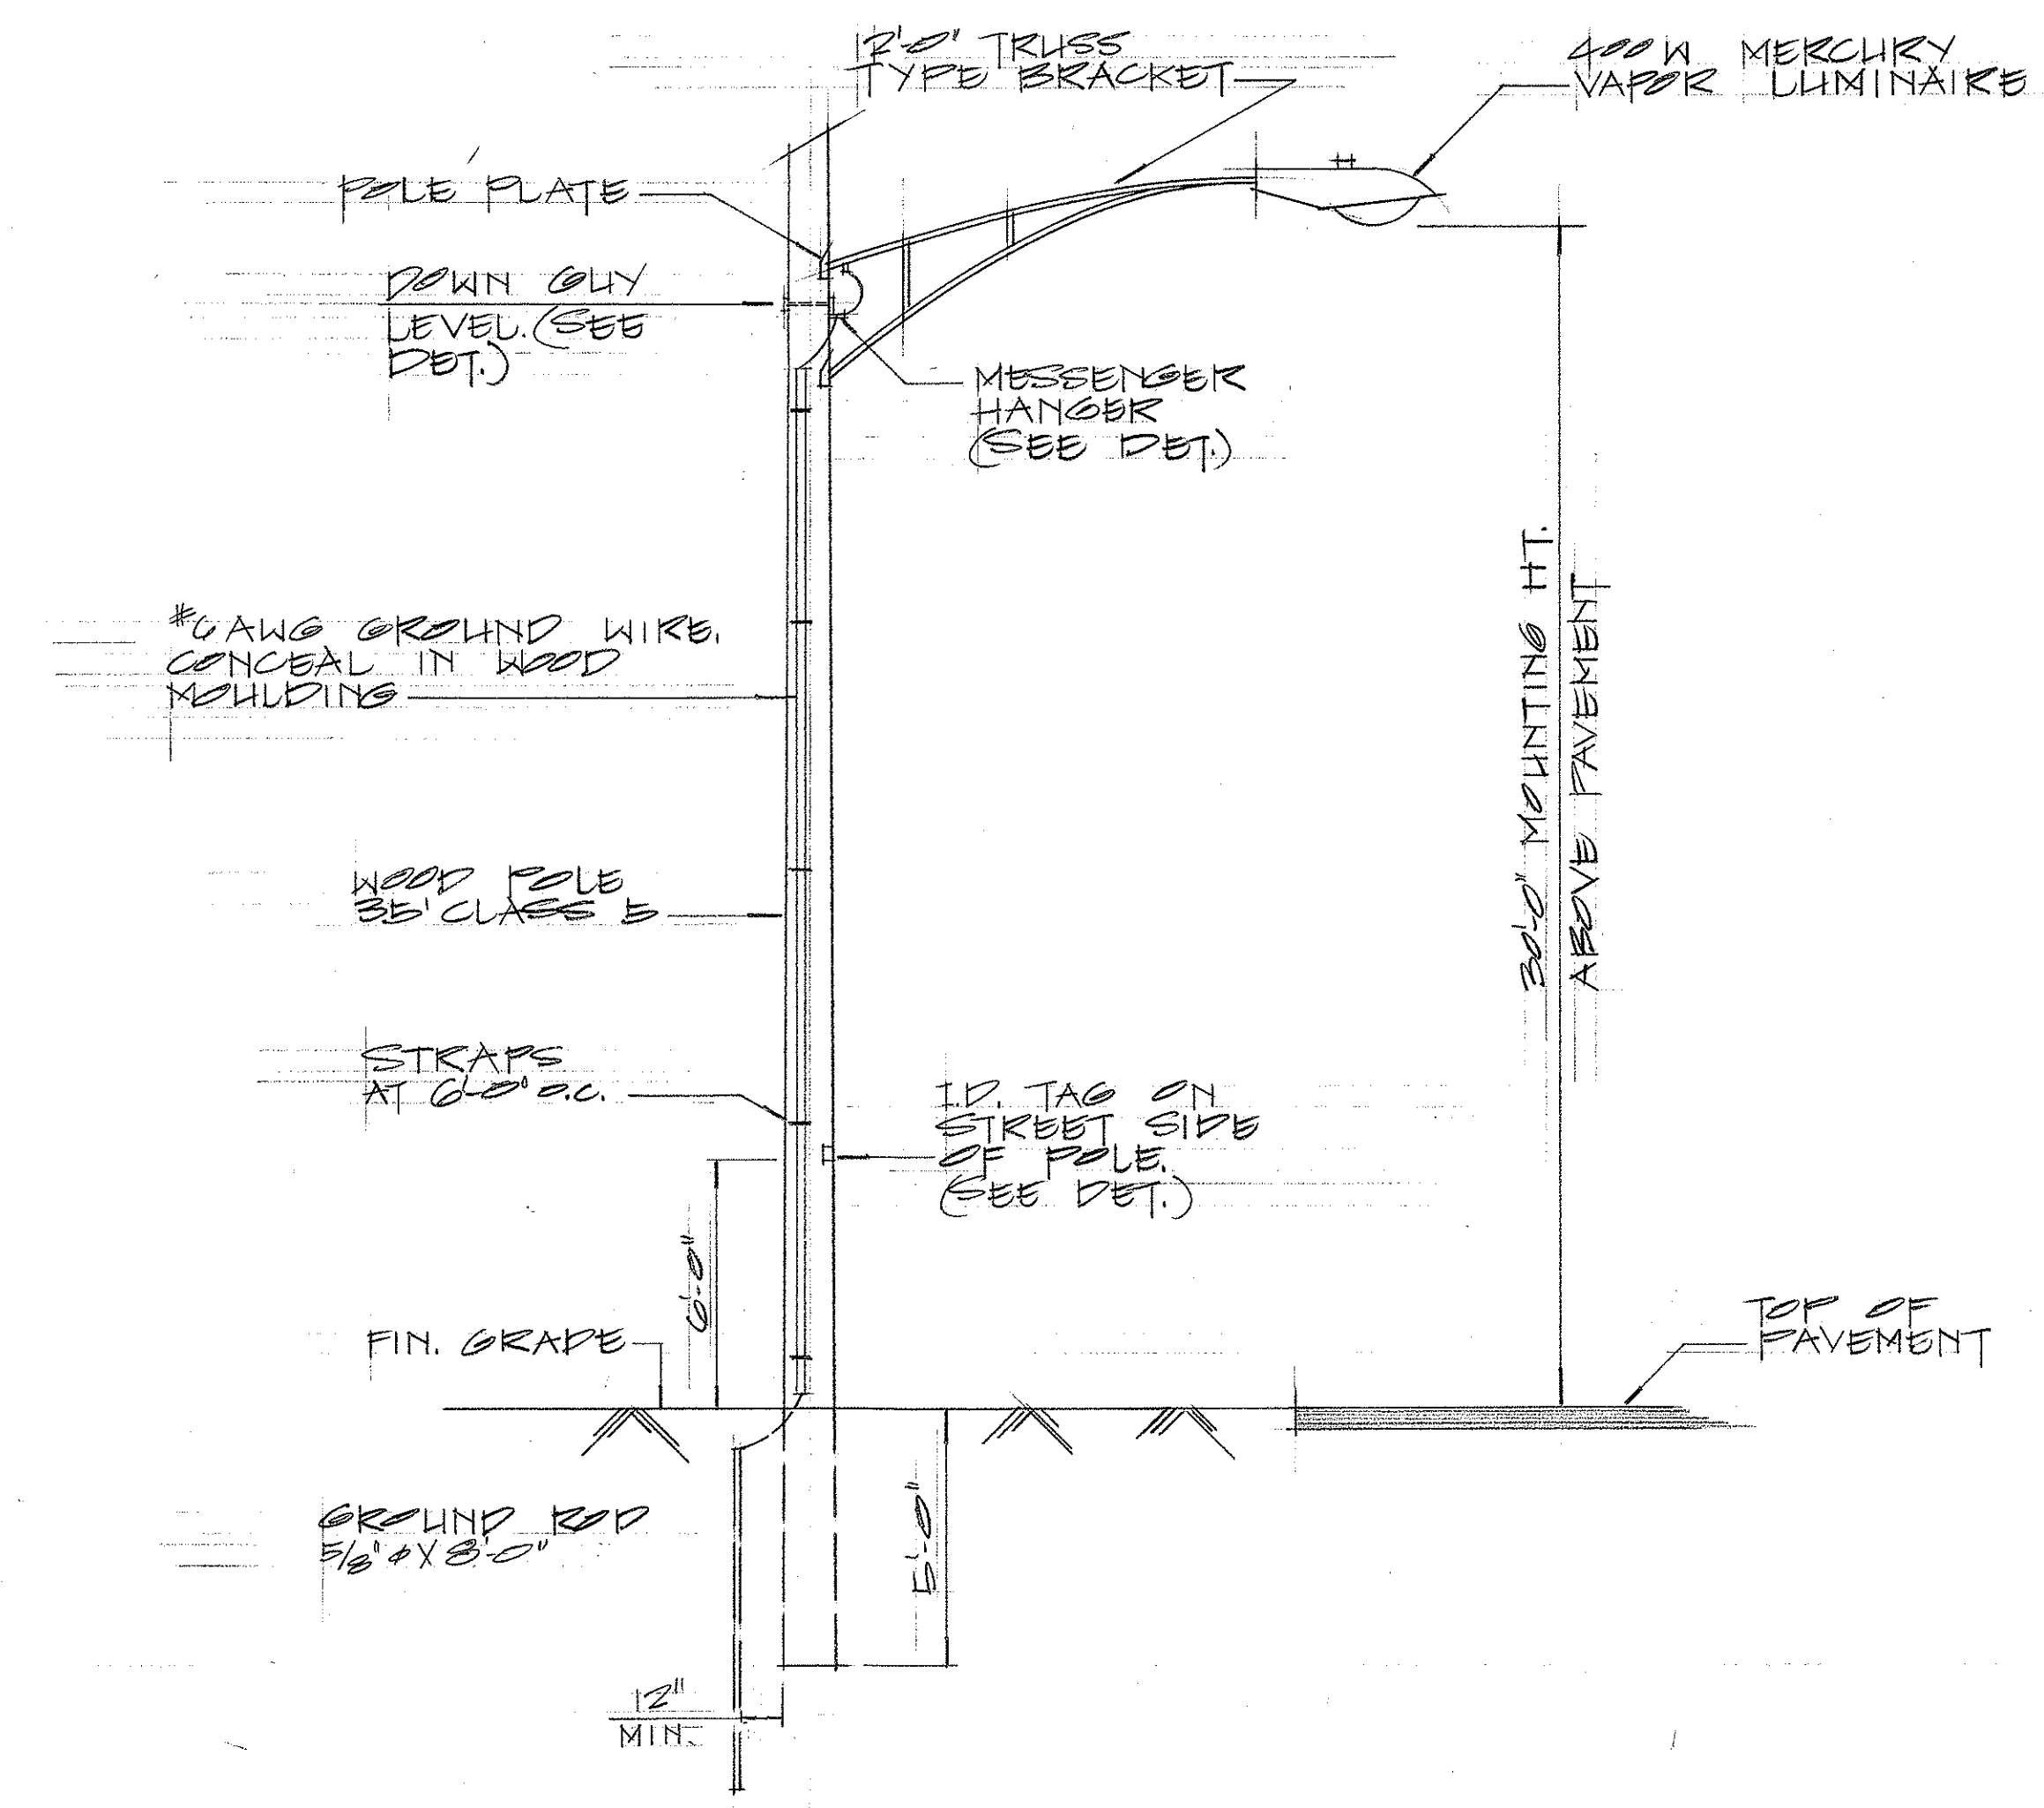 12'-0" TRUSS
TYPE BRACKET
400 W MERCURY
VAPOR LUMINAIRE
POLE PLATE
DOWN GUY
LEVEL. (SEE
DET.)
MESSENGER
HANGER
(SEE DET.)
#6 AWG GROUND WIRE.
CONCEAL IN WOOD
MOULDING
30'-0" MOUNTING HT.
ABOVE PAVEMENT
WOOD POLE
35' CLASS 5
STRAPS
AT 6'-0" O.C.
I.D. TAG ON
STREET SIDE
OF POLE.
(SEE DET.)
6'-0"
FIN. GRADE
TOP OF
PAVEMENT
GROUND ROD
5/8" φ X 8'-0"
5'-0"
12"
MIN.